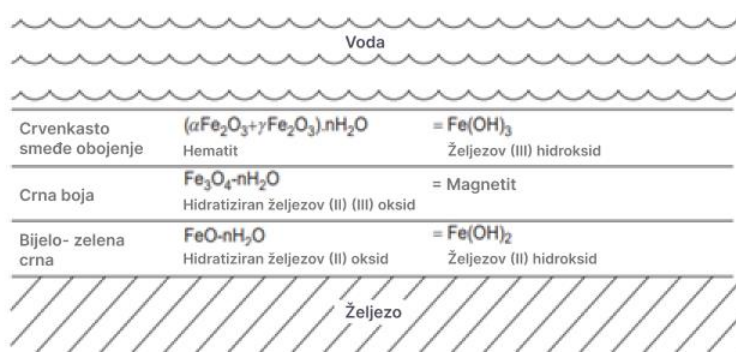 Voda
Crvenkasto smeđe obojenje
(αFe₂O₃+γFe₂O₃).nH₂O = Fe(OH)₃
Hematit Željezov (III) hidroksid
Crna boja
Fe₃O₄-nH₂O = Magnetit
Hidratiziran željezov (II) (III) oksid
Bijelo- zelena crna
FeO-nH₂O = Fe(OH)₂
Hidratiziran željezov (II) oksid Željezov (II) hidroksid
Željezo